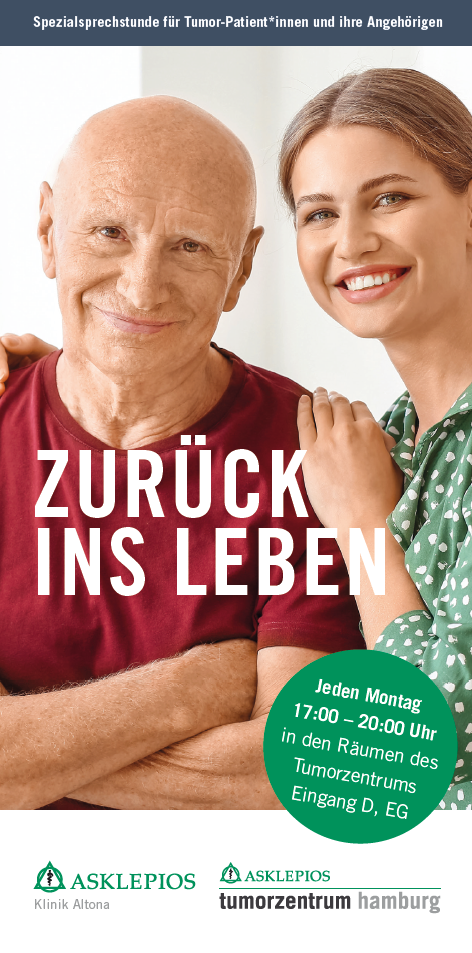 Spezialsprechstunde für Tumor-Patient*innen und ihre Angehörigen
ZURÜCK
INS LEBEN
Jeden Montag
17:00 – 20:00 Uhr
in den Räumen des
Tumorzentrums
Eingang D, EG
ASKLEPIOS
Klinik Altona
ASKLEPIOS
tumorzentrum hamburg